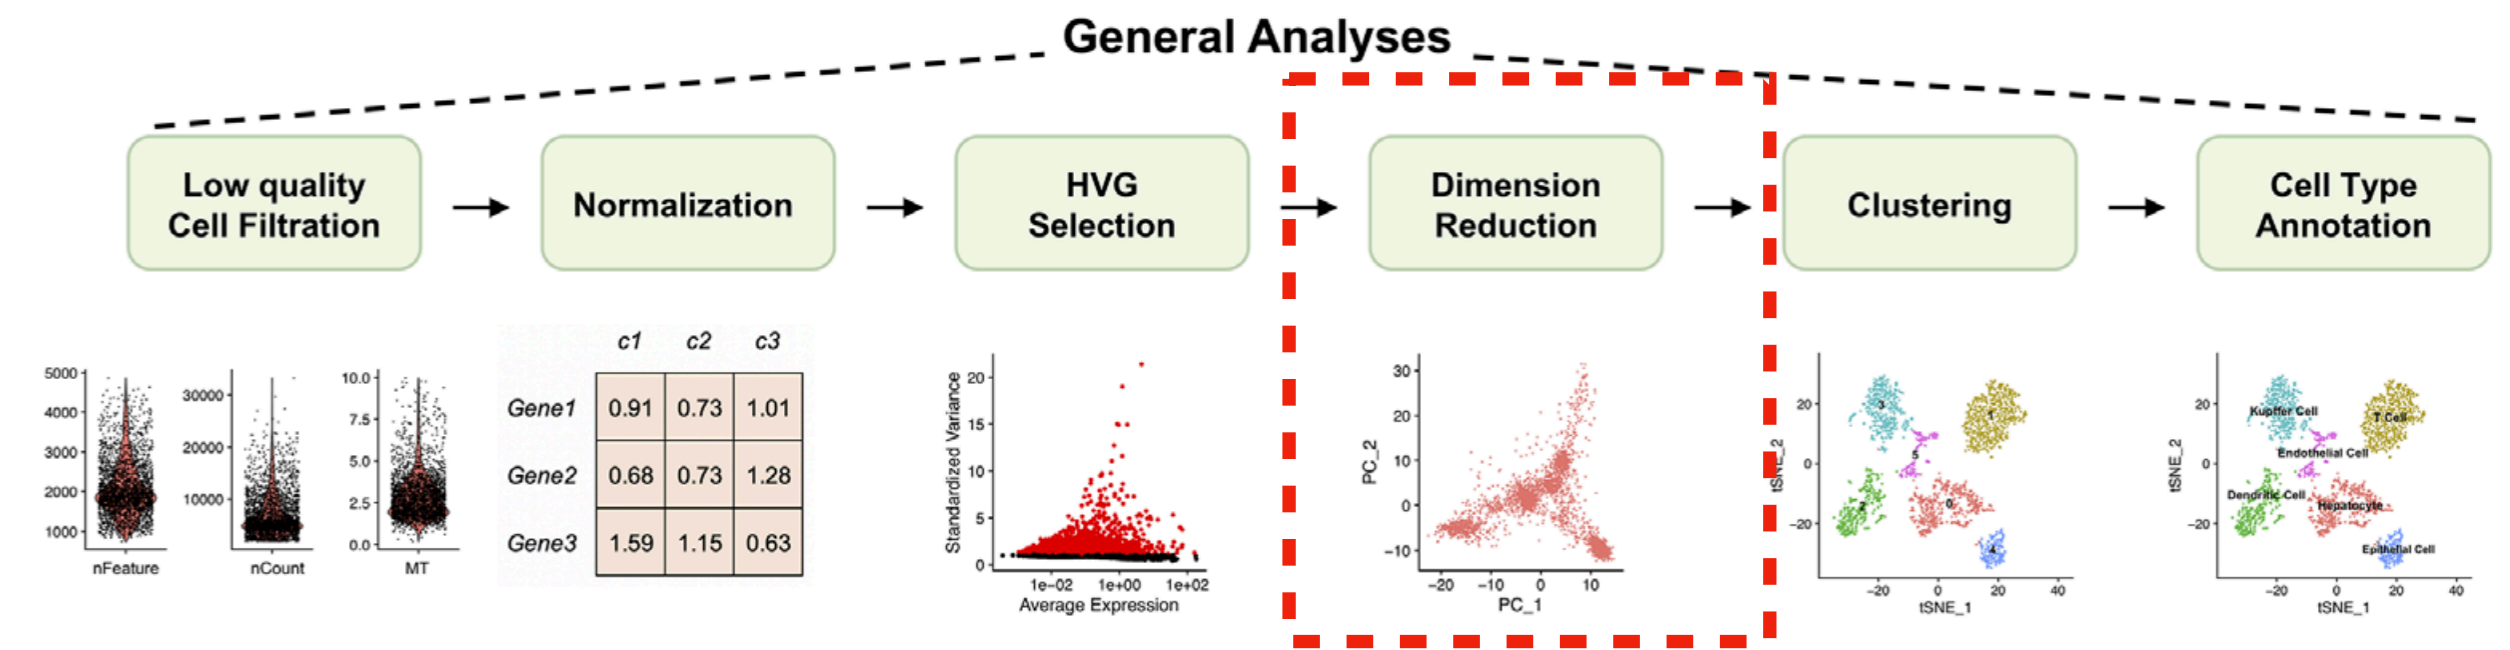 General Analyses
Low quality
Cell Filtration
Normalization
HVG
Selection
Dimension
Reduction
Clustering
Cell Type
Annotation
5000
4000
3000
2000
1000
nFeature
30000
20000
10000
nCount
10.0
7.5
5.0
2.5
0.0
MT
c1 c2 c3
Gene1 0.91 0.73 1.01
Gene2 0.68 0.73 1.28
Gene3 1.59 1.15 0.63
Standardized Variance
20
15
10
5
0
1e-02 1e+00 1e+02
Average Expression
PC_2
30
20
10
0
-10
-20 -10 0 10
PC_1
tSNE_2
20
0
-20
3
1
5
2
0
4
-20 0 20 40
tSNE_1
tSNE_2
20
0
-20
Kupffer Cell
T Cell
Endothelial Cell
Dendritic Cell
Hepatocyte
Epithelial Cell
-20 0 20 40
tSNE_1